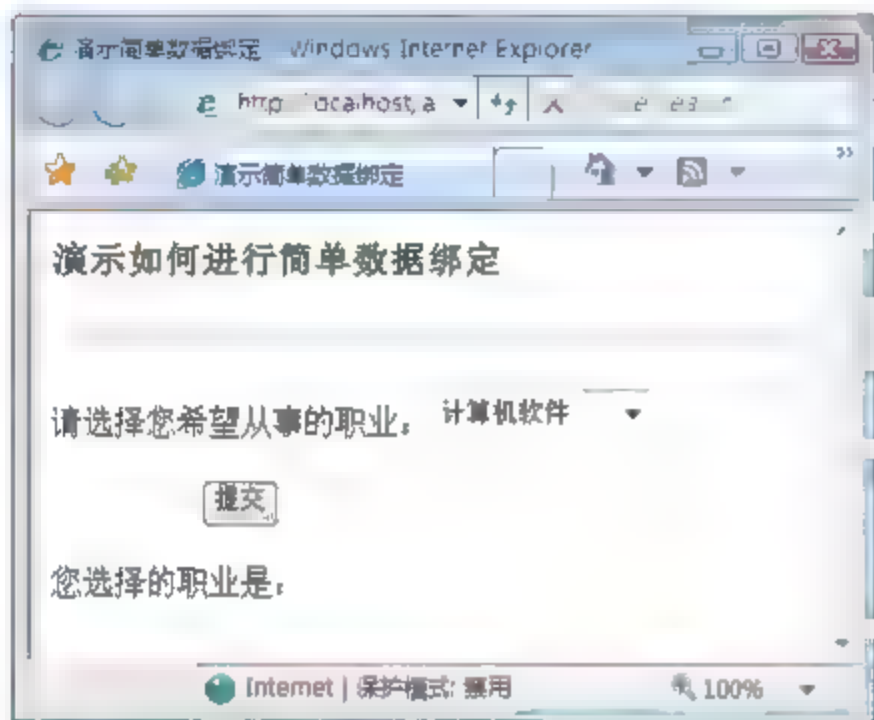 演示简单数据绑定 Windows Internet Explorer
演示简单数据绑定
演示如何进行简单数据绑定
请选择您希望从事的职业： 计算机软件
提交
您选择的职业是：
Internet | 保护模式: 禁用 100%